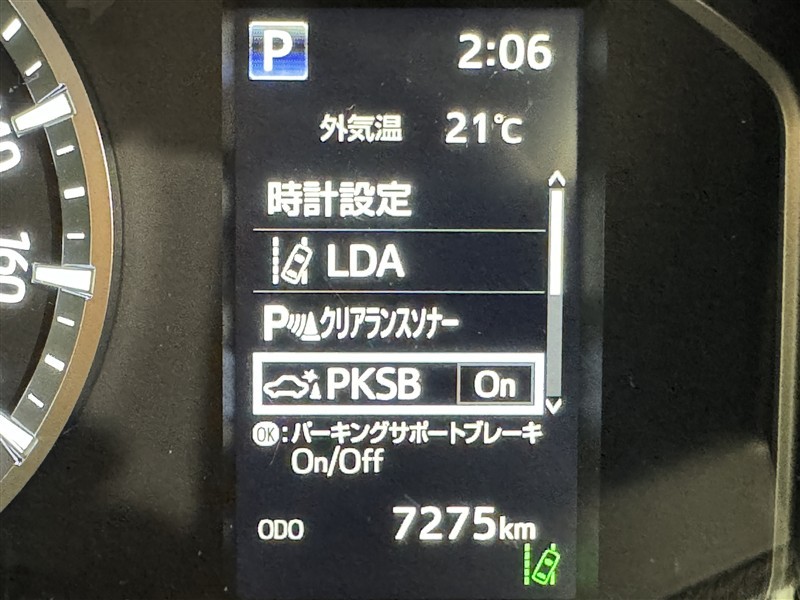 P 2:06
外気温 21℃
時計設定
LDA
Pクリアランスソナー
PKSB On
OK:パーキングサポートブレーキ
On/Off
ODO 7275km
160